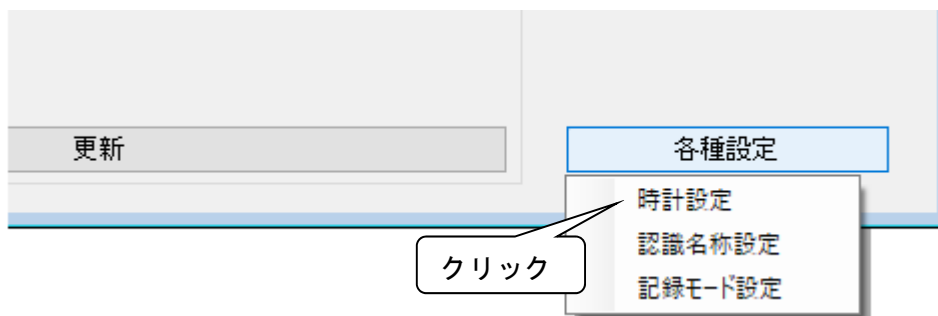 更新
各種設定
時計設定
認識名称設定
記録モード設定
クリック